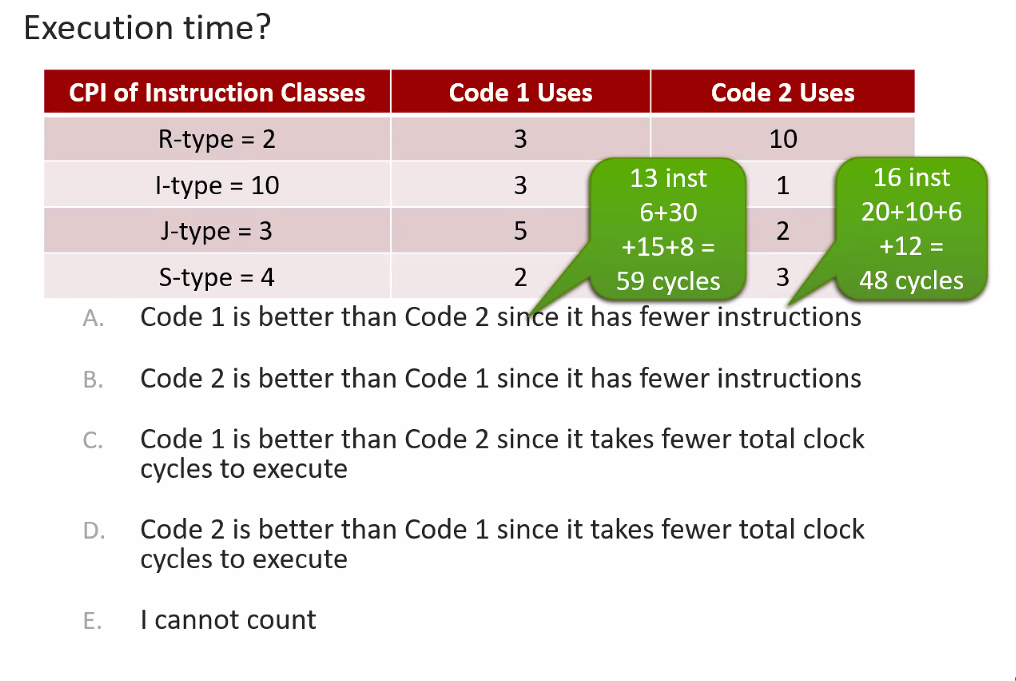 Execution time?
CPI of Instruction Classes Code 1 Uses Code 2 Uses
R-type = 2 3 10
I-type = 10 3 1
J-type = 3 5 2
S-type = 4 2 3
13 inst
6+30
+15+8 =
59 cycles
16 inst
20+10+6
+12 =
48 cycles
A. Code 1 is better than Code 2 since it has fewer instructions
B. Code 2 is better than Code 1 since it has fewer instructions
C. Code 1 is better than Code 2 since it takes fewer total clock
cycles to execute
D. Code 2 is better than Code 1 since it takes fewer total clock
cycles to execute
E. I cannot count